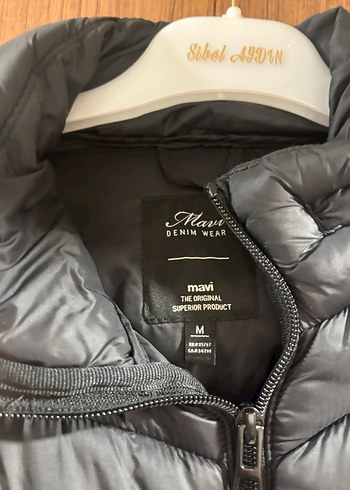 Sibel AYDIN
Mavi
DENIM WEAR
mavi
THE ORIGINAL
SUPERIOR PRODUCT
M